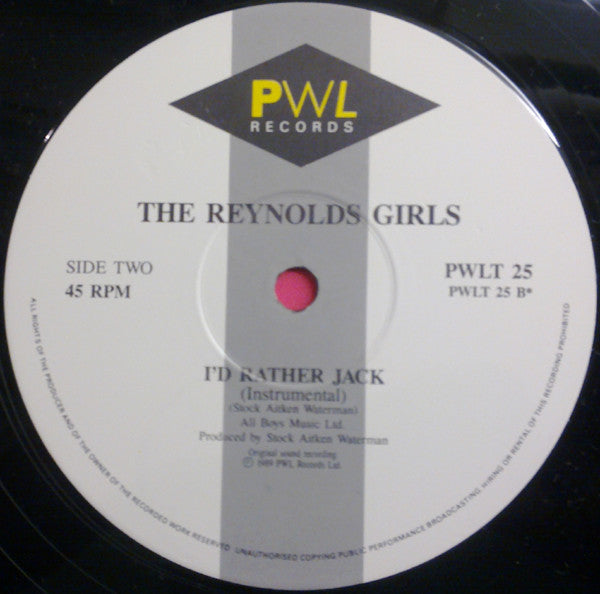 PWL
RECORDS
THE REYNOLDS GIRLS
SIDE TWO
45 RPM
PWLT 25
PWLT 25 B*
I'D RATHER JACK
(Instrumental)
(Stock Aitken Waterman)
All Boys Music Ltd.
Produced by Stock Aitken Waterman
Original sound recording
Ⓟ 1989 PWL Records Ltd.
ALL RIGHTS OF THE PRODUCER AND OF THE OWNER OF THE RECORDED WORK RESERVED UNAUTHORISED COPYING PUBLIC PERFORMANCE BROADCASTING, HIRING OR RENTAL OF THIS RECORDING PROHIBITED